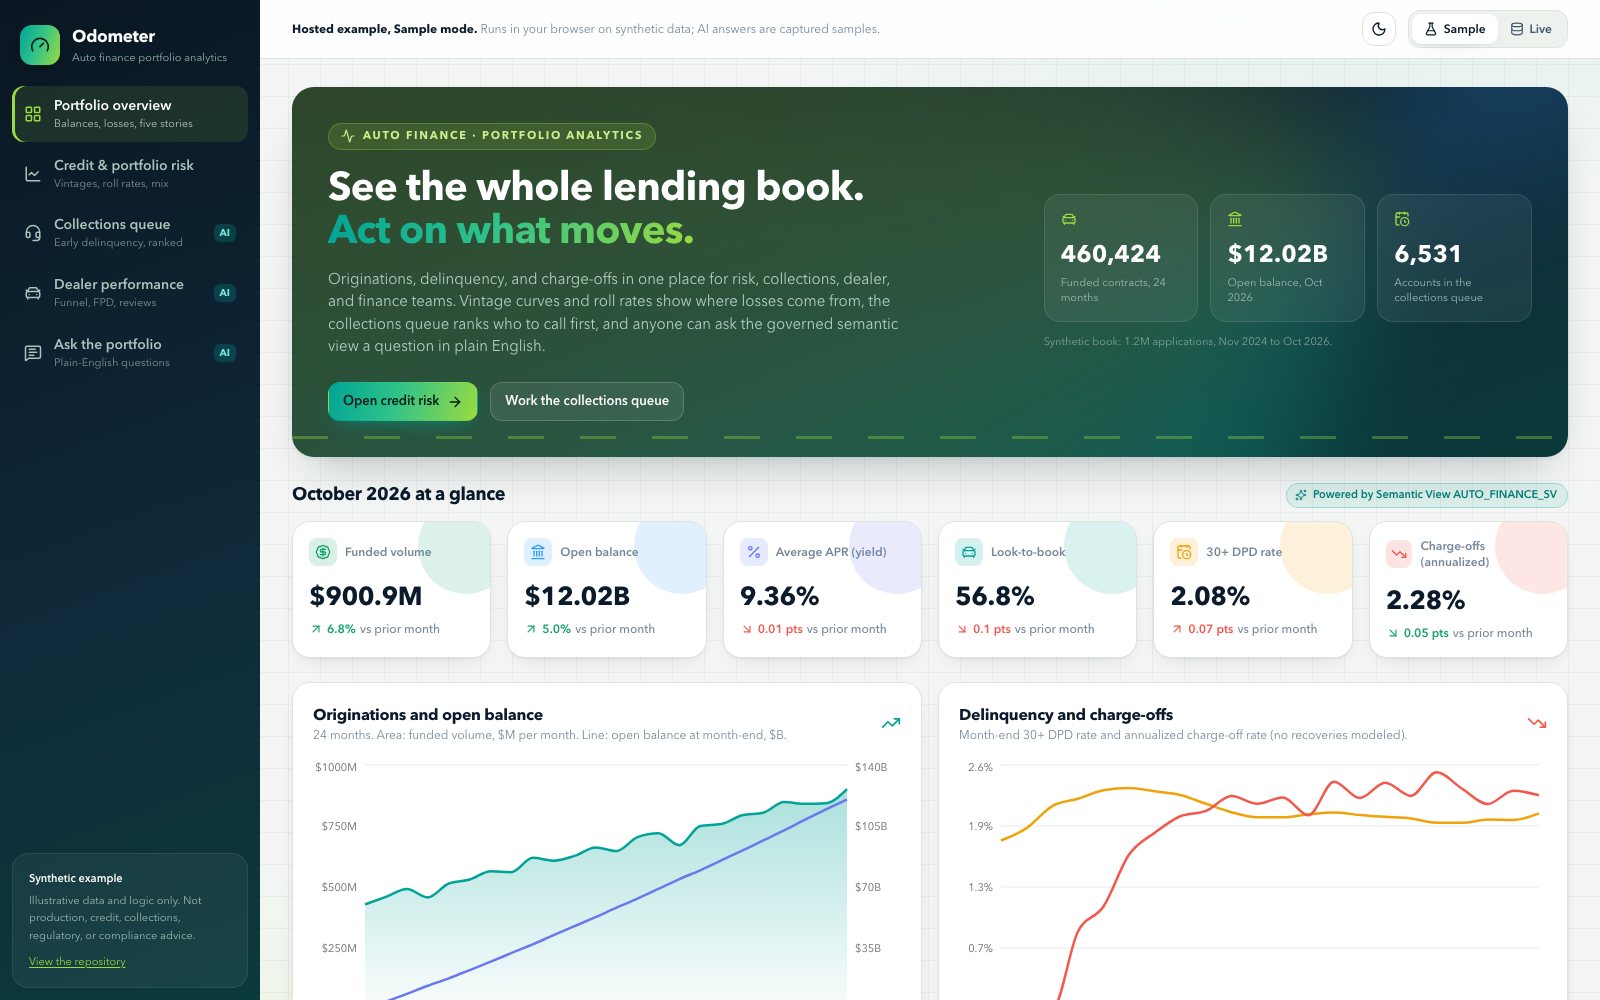 Odometer
Auto finance portfolio analytics
Portfolio overview
Balances, losses, five stories
Credit & portfolio risk
Vintages, roll rates, mix
Collections queue
Early delinquency, ranked
AI
Dealer performance
Funnel, FPD, reviews
AI
Ask the portfolio
Plain-English questions
AI
Synthetic example
Illustrative data and logic only. Not
production, credit, collections,
regulatory, or compliance advice.
View the repository
Hosted example, Sample mode. Runs in your browser on synthetic data; AI answers are captured samples.
Sample
Live
AUTO FINANCE · PORTFOLIO ANALYTICS
See the whole lending book.
Act on what moves.
Originations, delinquency, and charge-offs in one place for risk, collections, dealer,
and finance teams. Vintage curves and roll rates show where losses come from, the
collections queue ranks who to call first, and anyone can ask the governed semantic
view a question in plain English.
Open credit risk
Work the collections queue
460,424
Funded contracts, 24
months
$12.02B
Open balance, Oct
2026
6,531
Accounts in the
collections queue
Synthetic book: 1.2M applications, Nov 2024 to Oct 2026.
October 2026 at a glance
Powered by Semantic View AUTO_FINANCE_SV
Funded volume
$900.9M
6.8% vs prior month
Open balance
$12.02B
5.0% vs prior month
Average APR (yield)
9.36%
0.01 pts vs prior month
Look-to-book
56.8%
0.1 pts vs prior month
30+ DPD rate
2.08%
0.07 pts vs prior month
Charge-offs
(annualized)
2.28%
0.05 pts vs prior month
Originations and open balance
24 months. Area: funded volume, $M per month. Line: open balance at month-end, $B.
$1000M
$750M
$500M
$250M
$140B
$105B
$70B
$35B
Delinquency and charge-offs
Month-end 30+ DPD rate and annualized charge-off rate (no recoveries modeled).
2.6%
1.9%
1.3%
0.7%